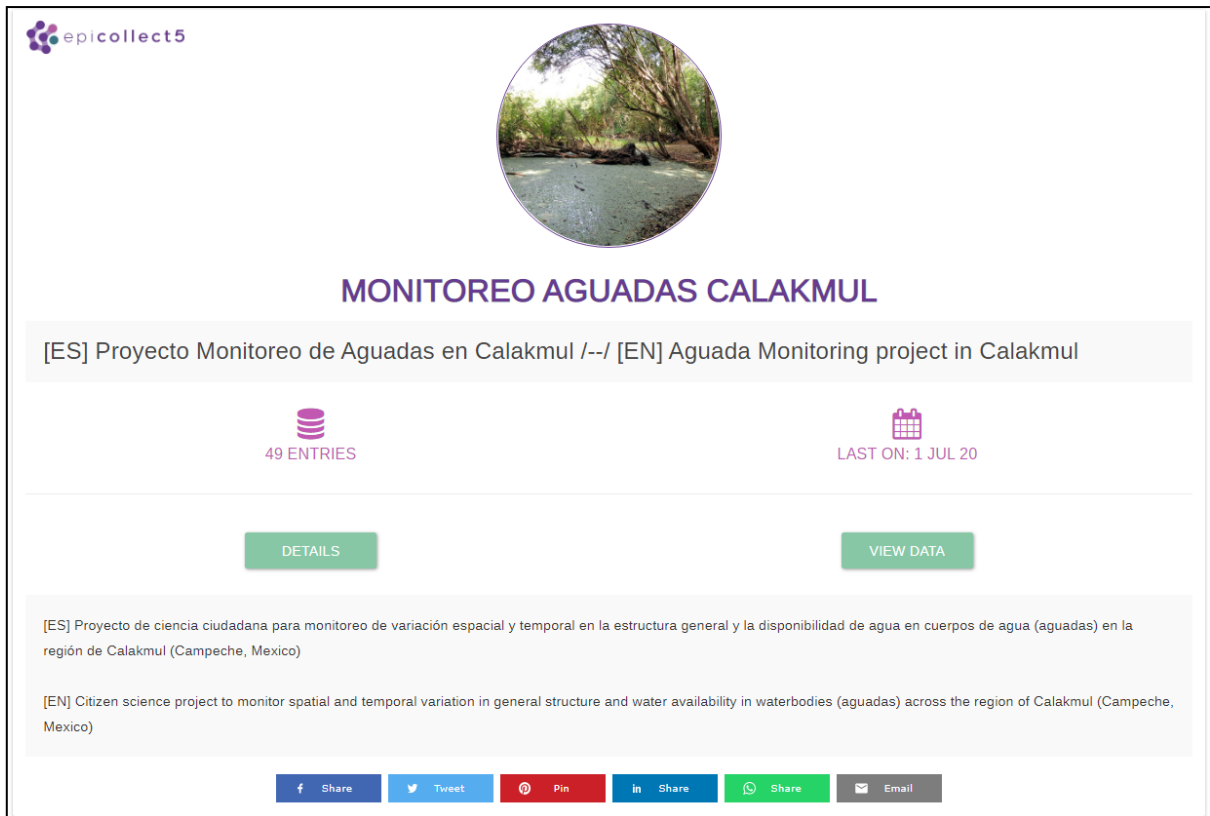 epicollect5
MONITOREO AGUADAS CALAKMUL
[ES] Proyecto Monitoreo de Aguadas en Calakmul /--/ [EN] Aguada Monitoring project in Calakmul
49 ENTRIES
LAST ON: 1 JUL 20
DETAILS
VIEW DATA
[ES] Proyecto de ciencia ciudadana para monitoreo de variación espacial y temporal en la estructura general y la disponibilidad de agua en cuerpos de agua (aguadas) en la
región de Calakmul (Campeche, Mexico)
[EN] Citizen science project to monitor spatial and temporal variation in general structure and water availability in waterbodies (aguadas) across the region of Calakmul (Campeche,
Mexico)
Share
Tweet
Pin
Share
Share
Email